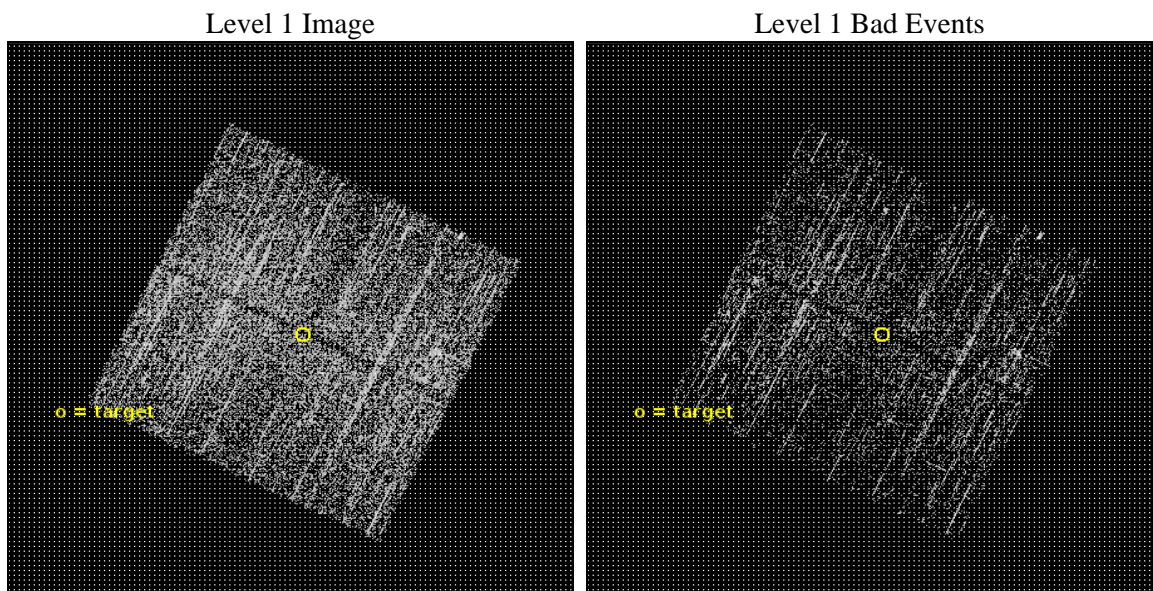 Level 1 Image
Level 1 Bad Events
o = target
o = target